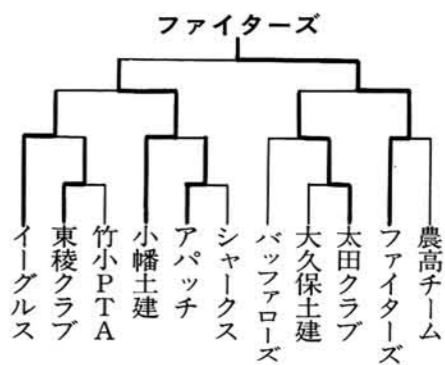 ファイターズ
イーグルス
東稜クラブ
竹小PTA
小幡土建
アパッチ
シャークス
バッファローズ
大久保土建
太田クラブ
ファイターズ
農高チーム